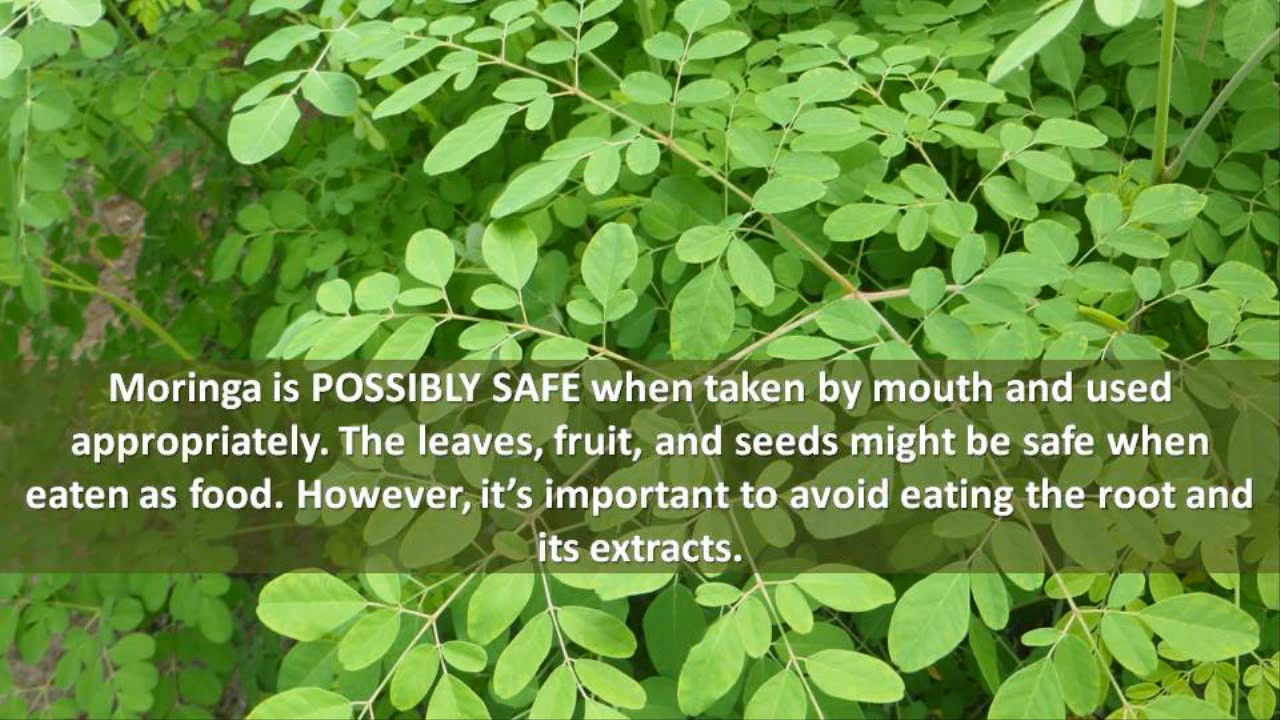 Moringa is POSSIBLY SAFE when taken by mouth and used
appropriately. The leaves, fruit, and seeds might be safe when
eaten as food. However, it’s important to avoid eating the root and
its extracts.